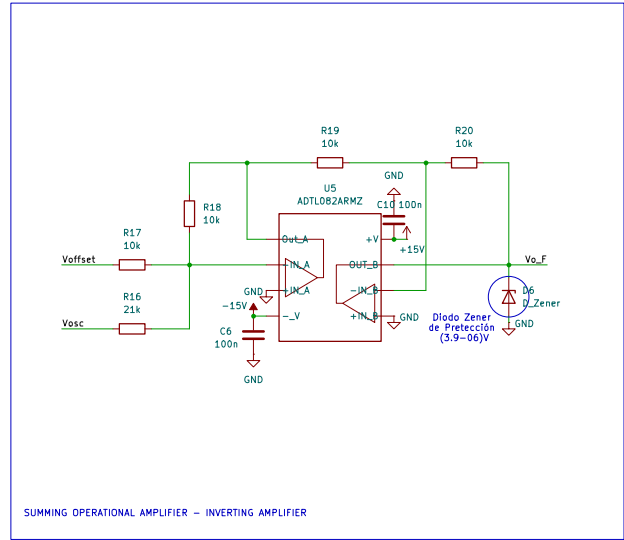 R19
10k
R20
10k
GND
U5
ADTL082ARMZ
C10 100n
R18
10k
R17
10k
Voffset
R16
21k
Vosc
Out_A
-IN_A
+IN_A
-_V
+V
OUT_B
-IN_B
+IN_B
+15V
GND
-15V
C6
100n
GND
GND
Vo_F
D6
D_Zener
GND
Diodo Zener
de Pretección
(3.9-06)V
SUMMING OPERATIONAL AMPLIFIER - INVERTING AMPLIFIER